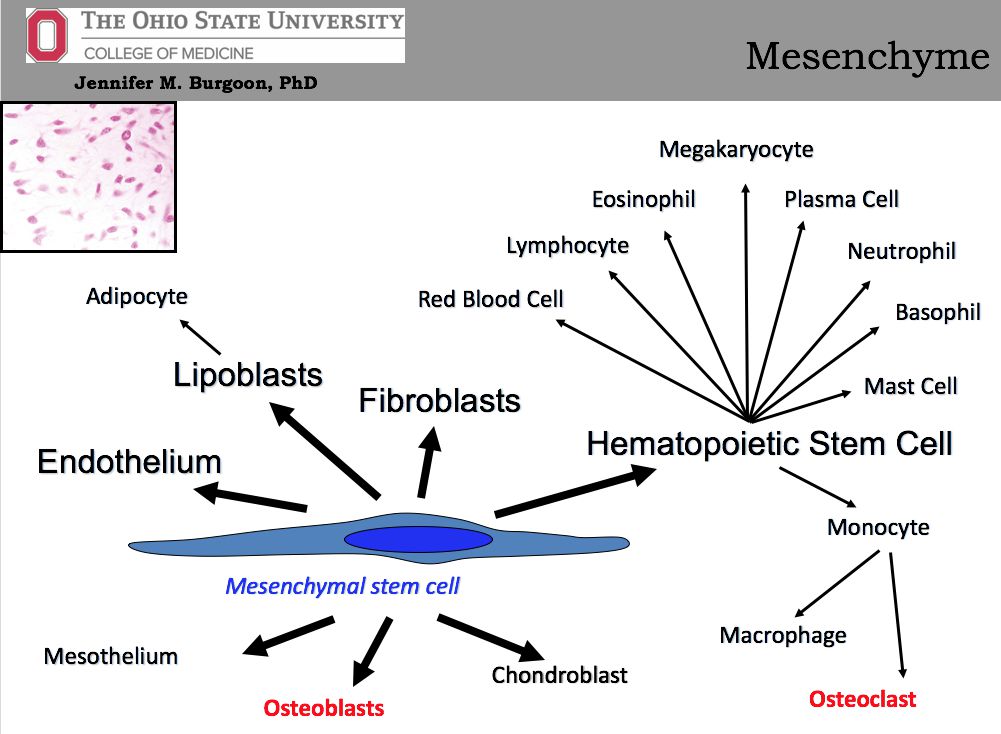 THE OHIO STATE UNIVERSITY
COLLEGE OF MEDICINE
Jennifer M. Burgoon, PhD
Mesenchyme
Megakaryocyte
Eosinophil
Plasma Cell
Lymphocyte
Neutrophil
Red Blood Cell
Basophil
Adipocyte
Mast Cell
Lipoblasts
Fibroblasts
Hematopoietic Stem Cell
Endothelium
Monocyte
Mesenchymal stem cell
Macrophage
Mesothelium
Chondroblast
Osteoblasts
Osteoclast